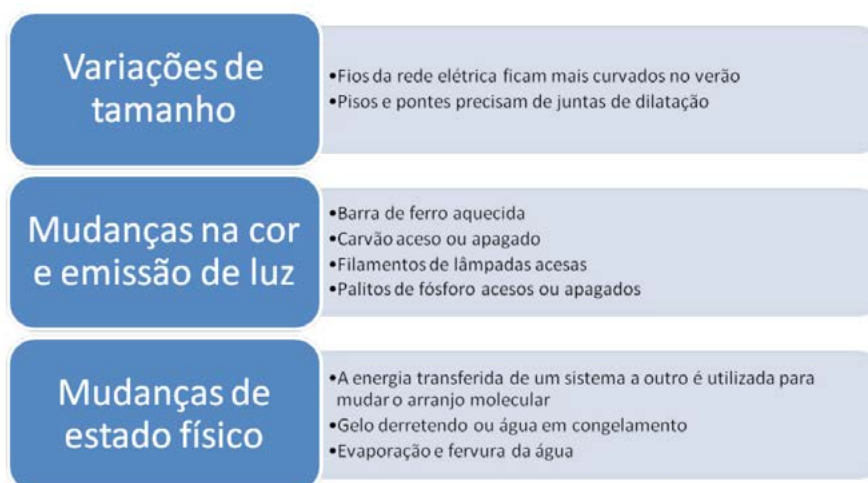 Variações de
tamanho
•Fios da rede elétrica ficam mais curvados no verão
•Pisos e pontes precisam de juntas de dilatação
Mudanças na cor
e emissão de luz
•Barra de ferro aquecida
•Carvão aceso ou apagado
•Filamentos de lâmpadas acesas
•Palitos de fósforo acesos ou apagados
Mudanças de
estado físico
•A energia transferida de um sistema a outro é utilizada para
mudar o arranjo molecular
•Gelo derretendo ou água em congelamento
•Evaporação e fervura da água